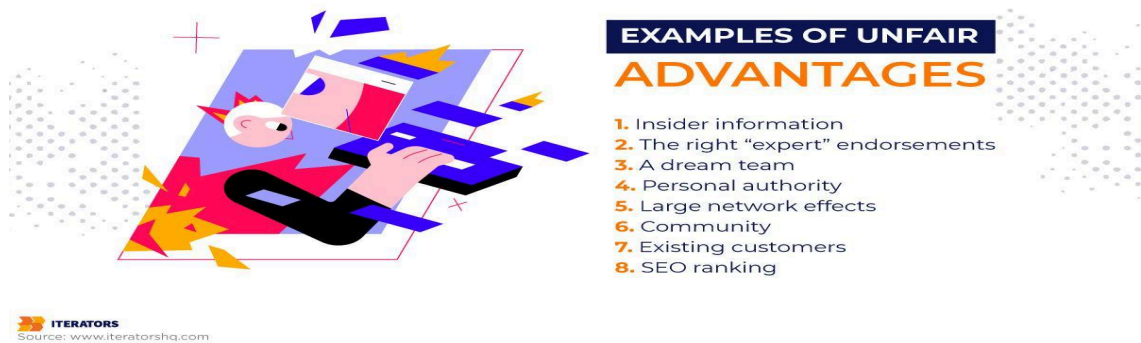 EXAMPLES OF UNFAIR
ADVANTAGES
1. Insider information
2. The right “expert” endorsements
3. A dream team
4. Personal authority
5. Large network effects
6. Community
7. Existing customers
8. SEO ranking
ITERATORS
Source: www.iteratorshq.com